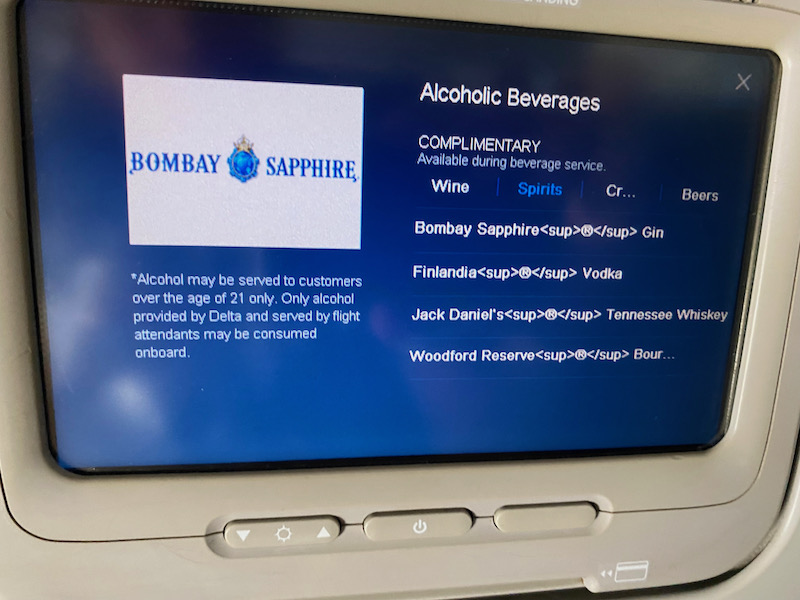 Alcoholic Beverages
COMPLIMENTARY
Available during beverage service.
Wine
Spirits
Cr...
Beers
BOMBAY SAPPHIRE
Bombay Sapphire<sup>®</sup> Gin
Finlandia<sup>®</sup> Vodka
Jack Daniel's<sup>®</sup> Tennessee Whiskey
Woodford Reserve<sup>®</sup> Bour...
*Alcohol may be served to customers
over the age of 21 only. Only alcohol
provided by Delta and served by flight
attendants may be consumed
onboard.